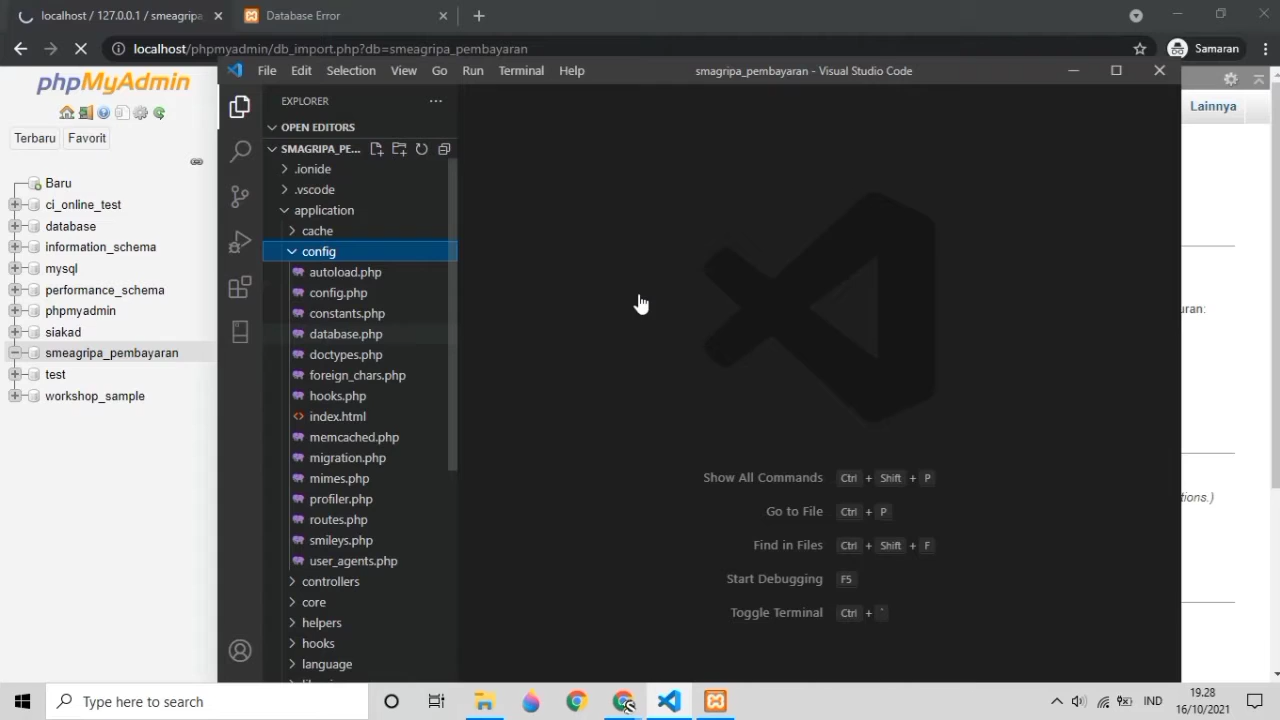 localhost / 127.0.0.1 / smeagrip
Database Error
localhost/phpmyadmin/db_import.php?db=smeagripa_pembayaran
Samaran
phpMyAdmin
Terbaru
Favorit
Baru
ci_online_test
database
information_schema
mysql
performance_schema
phpmyadmin
siakad
smeagripa_pembayaran
test
workshop_sample
File Edit Selection View Go Run Terminal Help
smagripa_pembayaran - Visual Studio Code
EXPLORER
OPEN EDITORS
SMAGRIPA_PE...
.ionide
.vscode
application
cache
config
autoload.php
config.php
constants.php
database.php
doctypes.php
foreign_chars.php
hooks.php
index.html
memcached.php
migration.php
mimes.php
profiler.php
routes.php
smileys.php
user_agents.php
controllers
core
helpers
hooks
language
Show All Commands Ctrl + Shift + P
Go to File Ctrl + P
Find in Files Ctrl + Shift + F
Start Debugging F5
Toggle Terminal Ctrl + `
Lainnya
uran:
tions.)
Type here to search
IND
19.28
16/10/2021